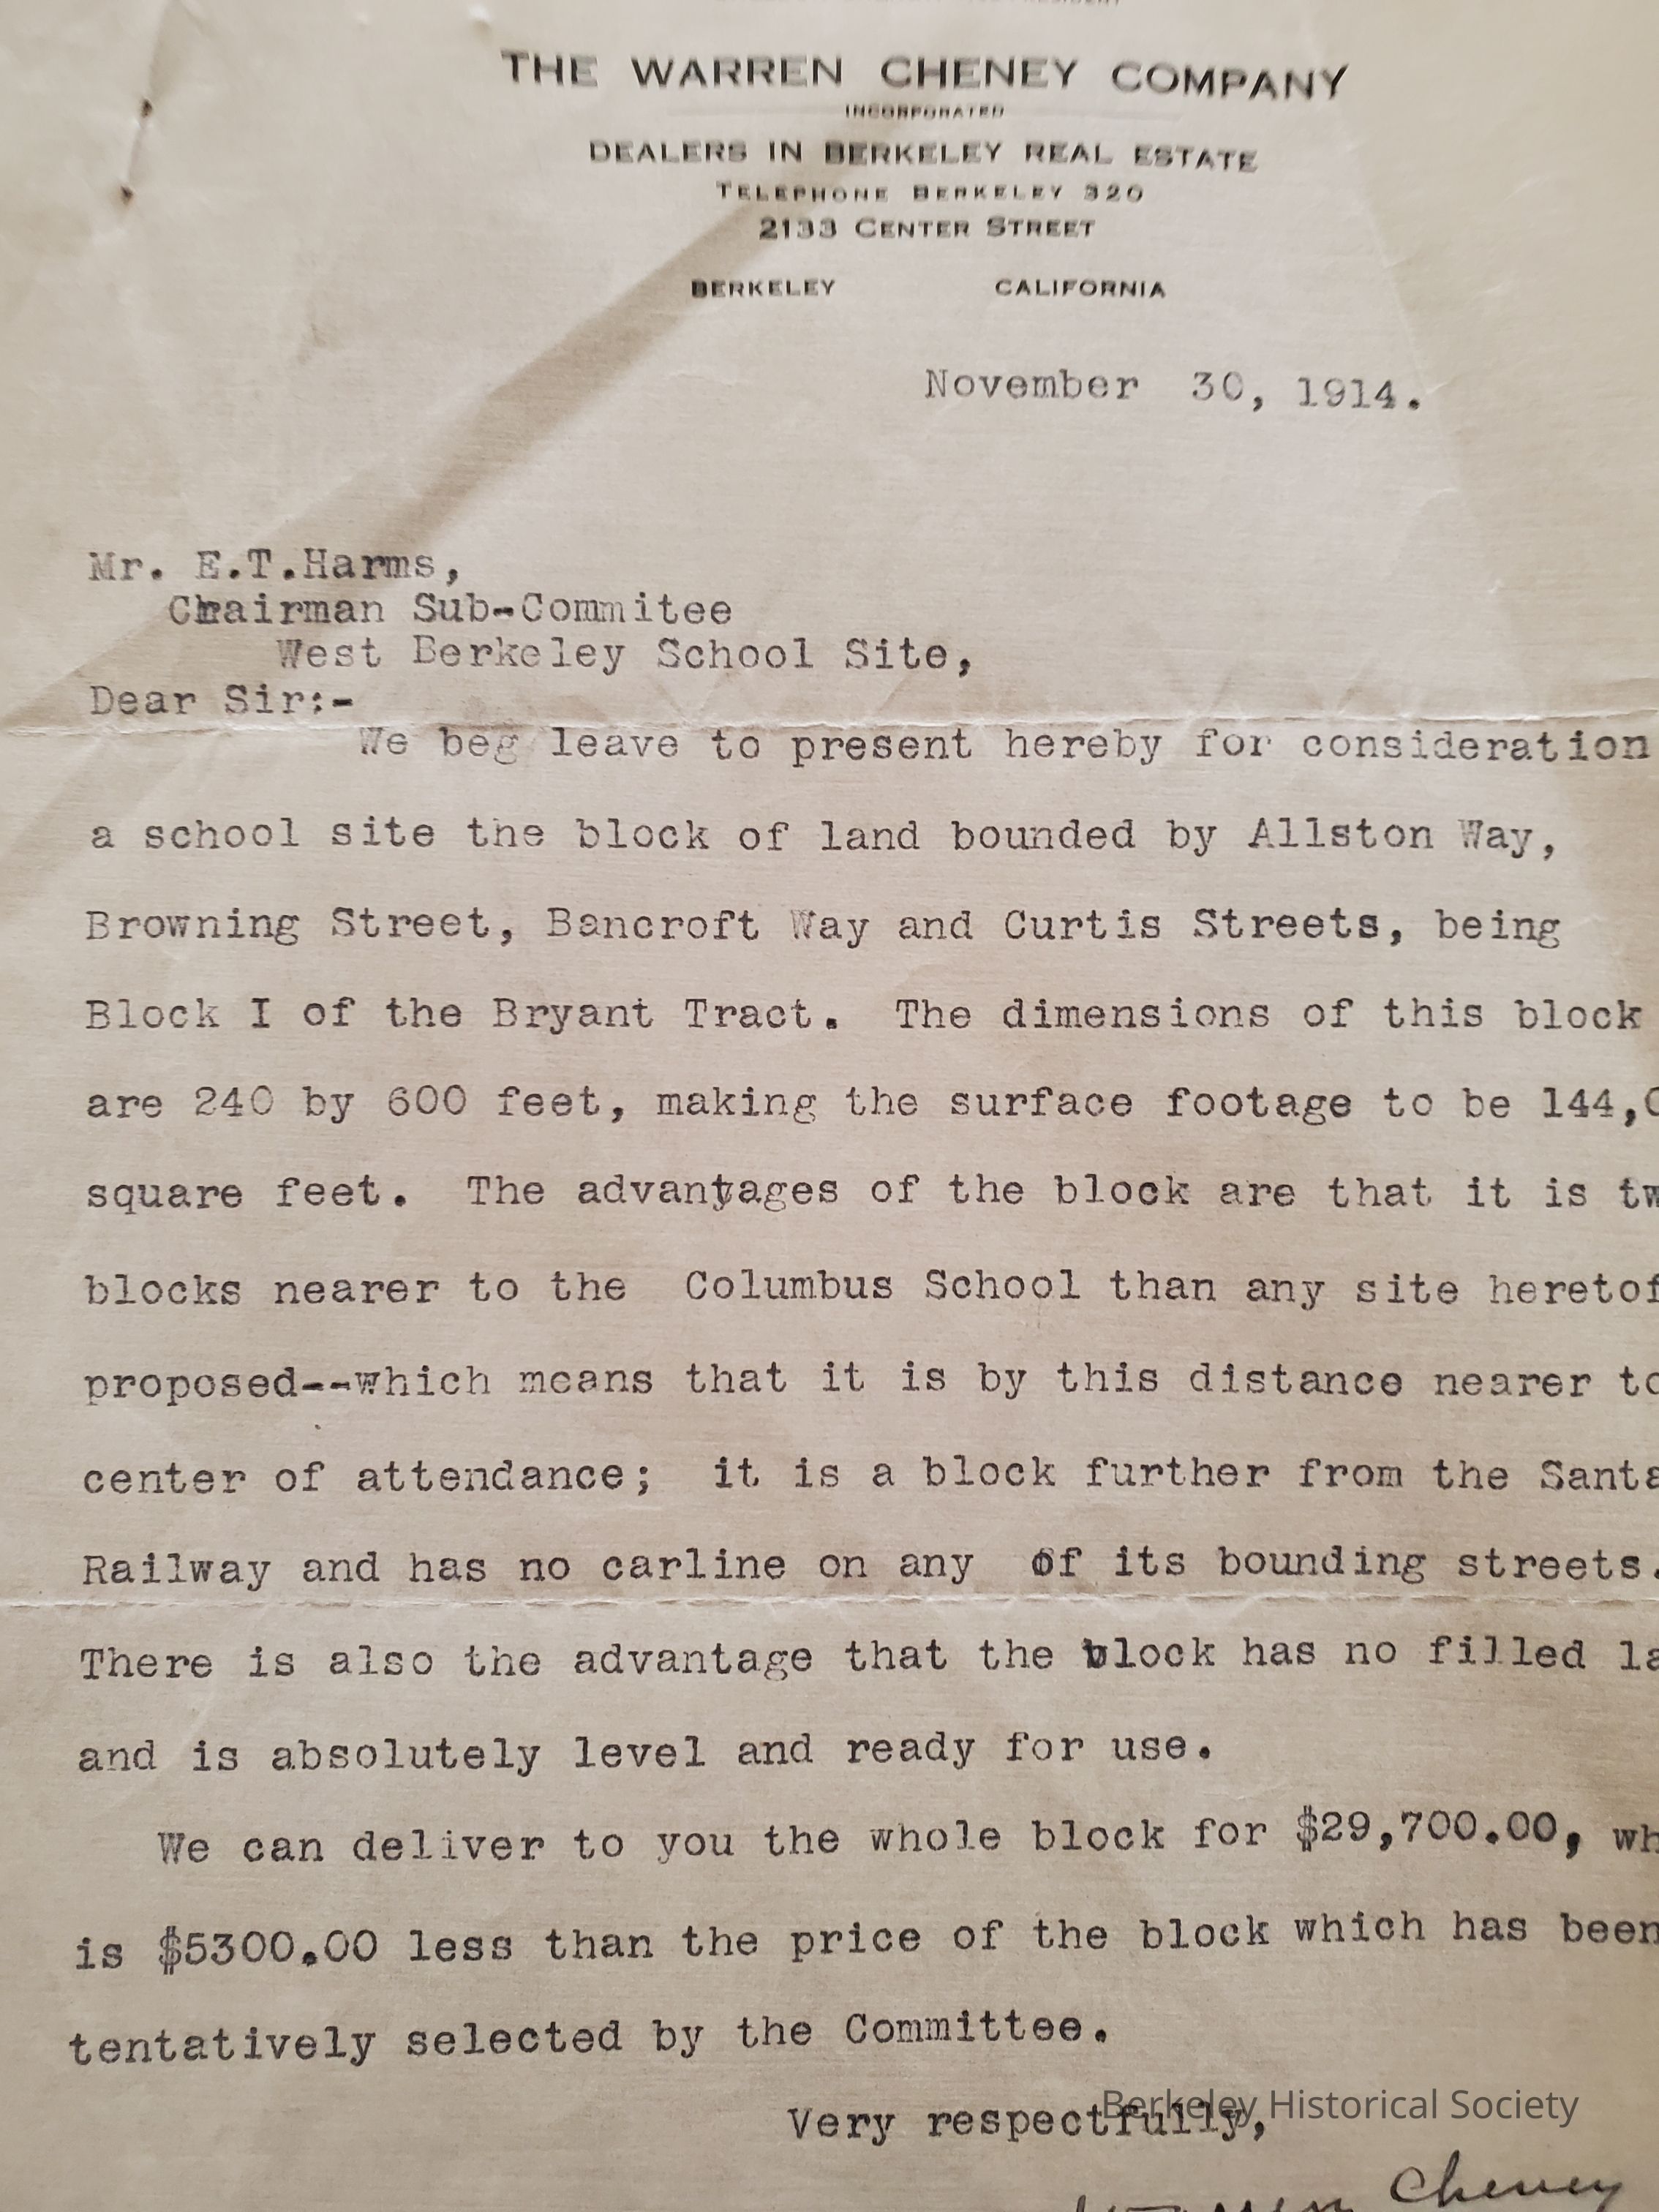 THE WARREN CHENEY COMPANY
INCORPORATED
DEALERS IN BERKELEY REAL ESTATE
TELEPHONE BERKELEY 320
2133 CENTER STREET
BERKELEY CALIFORNIA
November 30, 1914.
Mr. E.T.Harms,
Chairman Sub-Commitee
West Berkeley School Site,
Dear Sir:-
We beg leave to present hereby for consideration
a school site the block of land bounded by Allston Way,
Browning Street, Bancroft Way and Curtis Streets, being
Block I of the Bryant Tract. The dimensions of this block
are 240 by 600 feet, making the surface footage to be 144,0
square feet. The advantages of the block are that it is tw
blocks nearer to the Columbus School than any site heretof
proposed--which means that it is by this distance nearer to
center of attendance; it is a block further from the Santa
Railway and has no carline on any of its bounding streets.
There is also the advantage that the block has no filled la
and is absolutely level and ready for use.
We can deliver to you the whole block for $29,700.00, wh
is $5300.00 less than the price of the block which has been
tentatively selected by the Committee.
Very respectfully,
Berkeley Historical Society
Cheney